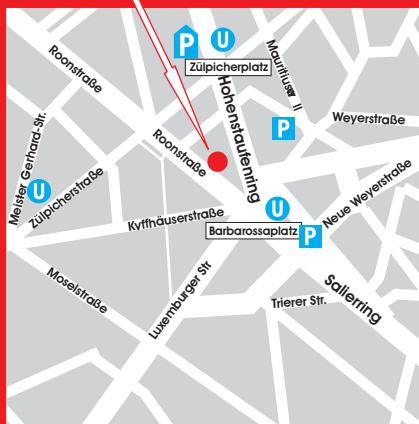 P
U
Zülpicherplatz
Roonstraße
Hohenstaufenring
P
Weyerstraße
Meister Gerhard-Str.
Roonstraße
U
Zülpicherstraße
Kyffhäuserstraße
U
Neue Weyerstraße
Barbarossaplatz
P
Moselstraße
Luxemburger Str
Trierer Str.
Salierring